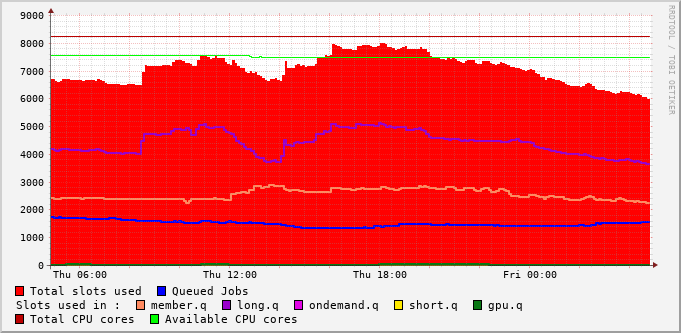 9000
8000
7000
6000
5000
4000
3000
2000
1000
0
Thu 06:00 Thu 12:00 Thu 18:00 Fri 00:00
Total slots used Queued Jobs
Slots used in : member.q long.q ondemand.q short.q gpu.q
Total CPU cores Available CPU cores
RRDTOOL / TOBI OETIKER